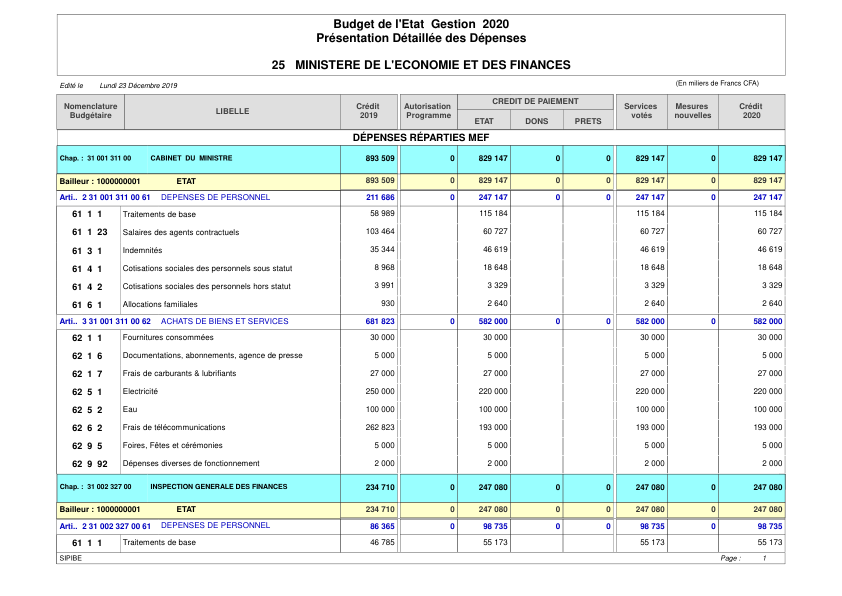 Budget de l'Etat Gestion 2020
Présentation Détaillée des Dépenses
25 MINISTERE DE L'ECONOMIE ET DES FINANCES
Edité le Lundi 23 Décembre 2019 (En miliers de Francs CFA)
Nomenclature Budgétaire LIBELLE Crédit 2019 Autorisation Programme CREDIT DE PAIEMENT ETAT DONS PRETS Services votés Mesures nouvelles Crédit 2020
DÉPENSES RÉPARTIES MEF
Chap. : 31 001 311 00 CABINET DU MINISTRE 893 509 0 829 147 0 0 829 147 0 829 147
Bailleur : 1000000001 ETAT 893 509 0 829 147 0 0 829 147 0 829 147
Arti.. 2 31 001 311 00 61 DEPENSES DE PERSONNEL 211 686 0 247 147 0 0 247 147 0 247 147
61 1 1 Traitements de base 58 989 115 184 115 184 115 184
61 1 23 Salaires des agents contractuels 103 464 60 727 60 727 60 727
61 3 1 Indemnités 35 344 46 619 46 619 46 619
61 4 1 Cotisations sociales des personnels sous statut 8 968 18 648 18 648 18 648
61 4 2 Cotisations sociales des personnels hors statut 3 991 3 329 3 329 3 329
61 6 1 Allocations familiales 930 2 640 2 640 2 640
Arti.. 3 31 001 311 00 62 ACHATS DE BIENS ET SERVICES 681 823 0 582 000 0 0 582 000 0 582 000
62 1 1 Fournitures consommées 30 000 30 000 30 000 30 000
62 1 6 Documentations, abonnements, agence de presse 5 000 5 000 5 000 5 000
62 1 7 Frais de carburants & lubrifiants 27 000 27 000 27 000 27 000
62 5 1 Electricité 250 000 220 000 220 000 220 000
62 5 2 Eau 100 000 100 000 100 000 100 000
62 6 2 Frais de télécommunications 262 823 193 000 193 000 193 000
62 9 5 Foires, Fêtes et cérémonies 5 000 5 000 5 000 5 000
62 9 92 Dépenses diverses de fonctionnement 2 000 2 000 2 000 2 000
Chap. : 31 002 327 00 INSPECTION GENERALE DES FINANCES 234 710 0 247 080 0 0 247 080 0 247 080
Bailleur : 1000000001 ETAT 234 710 0 247 080 0 0 247 080 0 247 080
Arti.. 2 31 002 327 00 61 DEPENSES DE PERSONNEL 86 365 0 98 735 0 0 98 735 0 98 735
61 1 1 Traitements de base 46 785 55 173 55 173 55 173
SIPIBE Page : 1